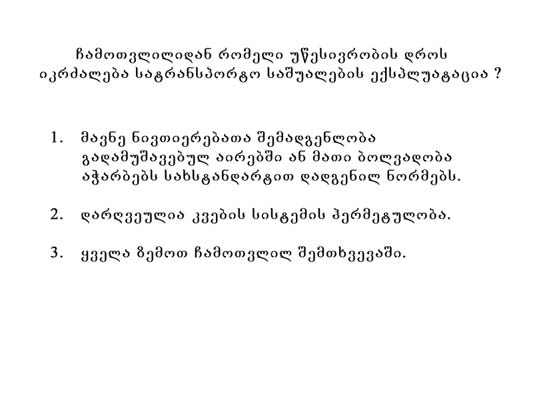 ჩამოთვლილიდან რომელი უწესივრობის დროს
იკრძალება სატრანსპორტო საშუალების ექსპლუატაცია ?
1. მავნე ნივთიერებათა შემადგენლობა
გადამუშავებულ აირებში ან მათი ბოლვადობა
აჭარბებს სახსტანდარტით დადგენილ ნორმებს.
2. დარღვეულია კვების სისტემის ჰერმეტულობა.
3. ყველა ზემოთ ჩამოთვლილ შემთხვევაში.